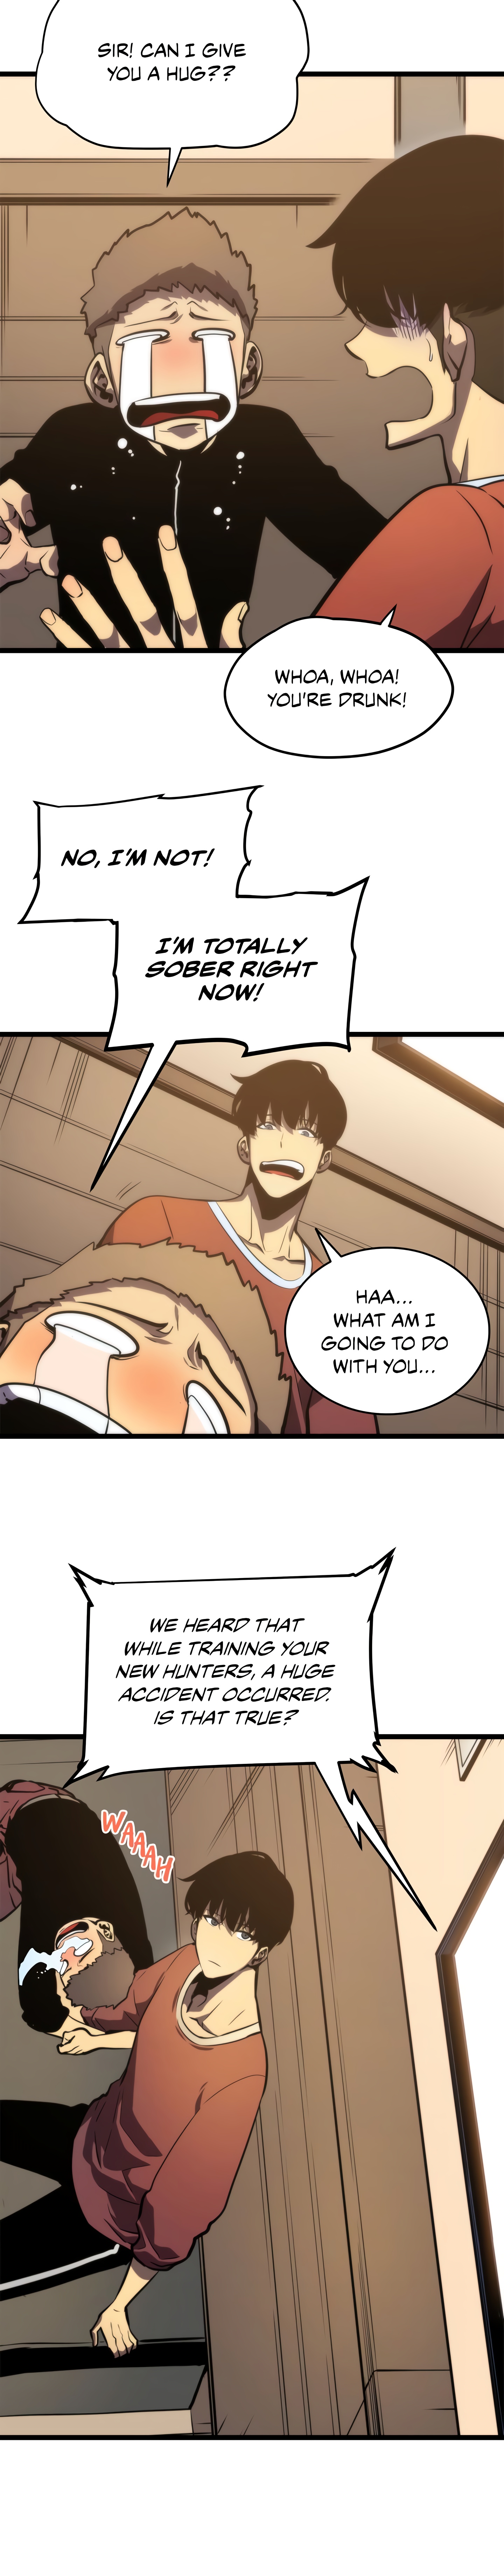 SIR! CAN I GIVE
YOU A HUG??
WHOA, WHOA!
YOU'RE DRUNK!
NO, I'M NOT!
I'M TOTALLY
SOBER RIGHT
NOW!
HAA...
WHAT AM I
GOING TO DO
WITH YOU...
WE HEARD THAT
WHILE TRAINING YOUR
NEW HUNTERS, A HUGE
ACCIDENT OCCURRED.
IS THAT TRUE?
WAAAH